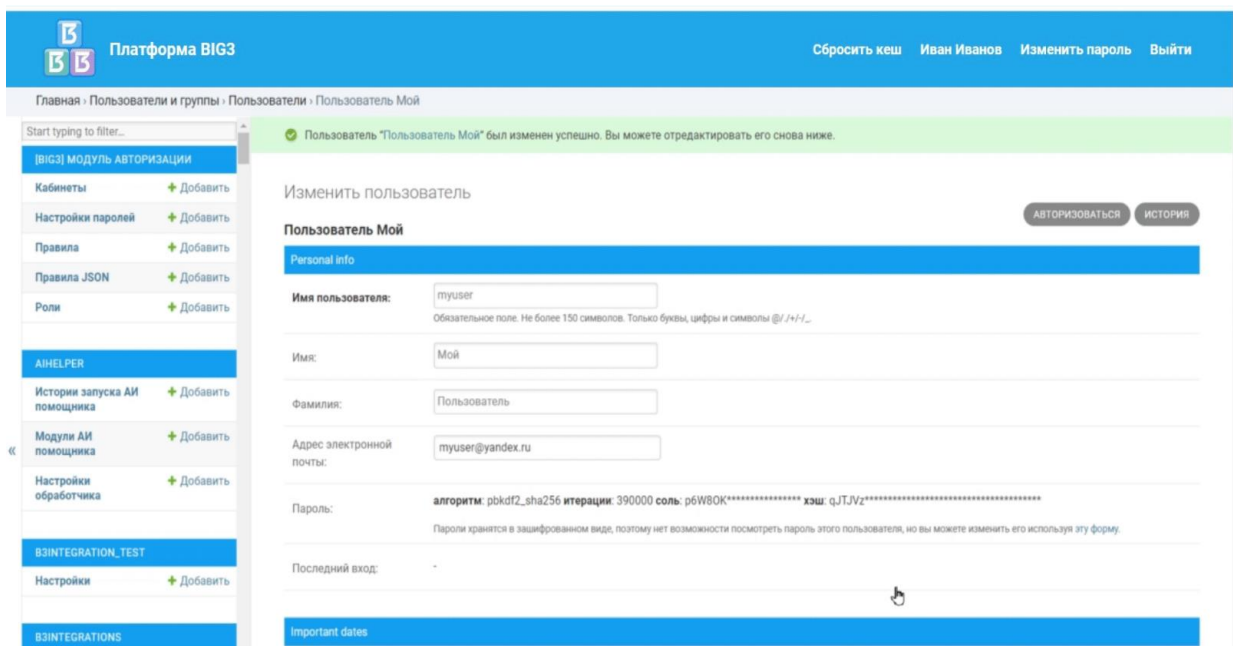 Платформа BIG3
Сбросить кеш Иван Иванов Изменить пароль Выйти
Главная › Пользователи и группы › Пользователи › Пользователь Мой
Start typing to filter...
[BIG3] МОДУЛЬ АВТОРИЗАЦИИ
Кабинеты + Добавить
Настройки паролей + Добавить
Правила + Добавить
Правила JSON + Добавить
Роли + Добавить
AIHELPER
Истории запуска АИ + Добавить
помощника
Модули АИ + Добавить
помощника
Настройки + Добавить
обработчика
B3INTEGRATION_TEST
Настройки + Добавить
B3INTEGRATIONS
«
Пользователь "Пользователь Мой" был изменен успешно. Вы можете отредактировать его снова ниже.
Изменить пользователь
АВТОРИЗОВАТЬСЯ ИСТОРИЯ
Пользователь Мой
Personal info
Имя пользователя: myuser
Обязательное поле. Не более 150 символов. Только буквы, цифры и символы @/./+/-/_.
Имя: Мой
Фамилия: Пользователь
Адрес электронной
почты:
myuser@yandex.ru
Пароль: алгоритм: pbkdf2_sha256 итерации: 390000 соль: p6W8OK**************** хэш: qJTJVz**************************************
Пароли хранятся в зашифрованном виде, поэтому нет возможности посмотреть пароль этого пользователя, но вы можете изменить его используя эту форму.
Последний вход: -
Important dates